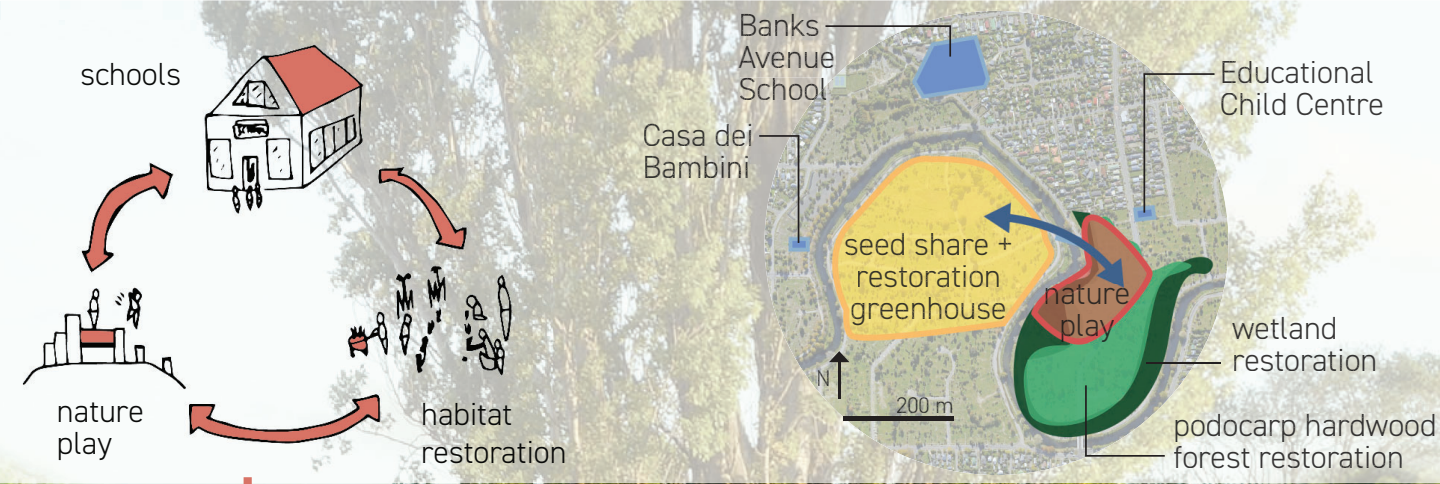 schools
nature
play
habitat
restoration
Banks
Avenue
School
Casa dei
Bambini
Educational
Child Centre
seed share +
restoration
greenhouse
nature
play
wetland
restoration
podocarp hardwood
forest restoration
N
200 m